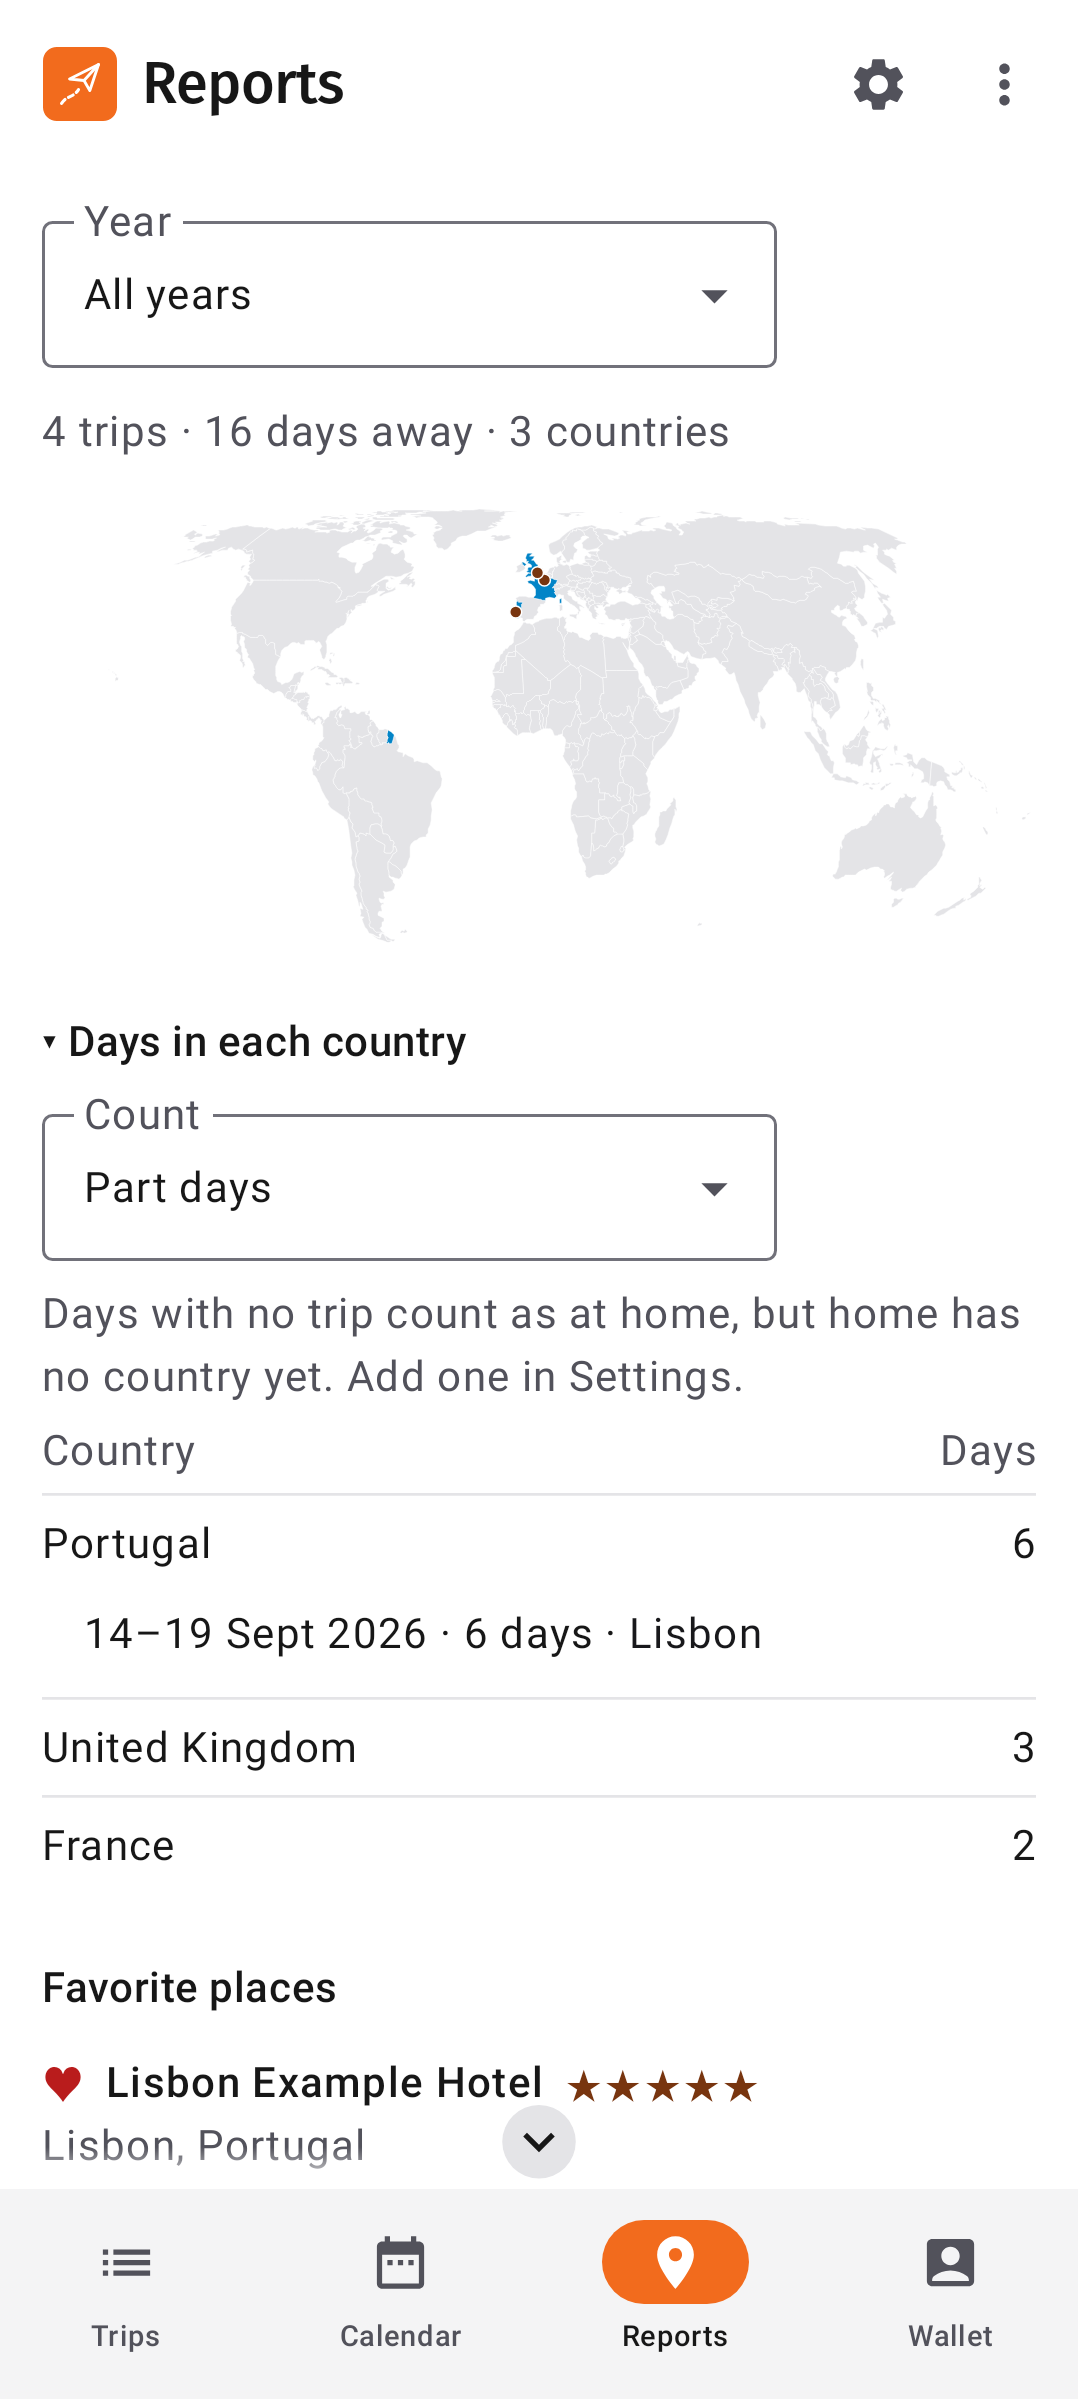 Reports
Year
All years
4 trips · 16 days away · 3 countries
Days in each country
Count
Part days
Days with no trip count as at home, but home has
no country yet. Add one in Settings.
Country Days
Portugal 6
14–19 Sept 2026 · 6 days · Lisbon
United Kingdom 3
France 2
Favorite places
Lisbon Example Hotel ★★★★★
Lisbon, Portugal
Trips Calendar Reports Wallet